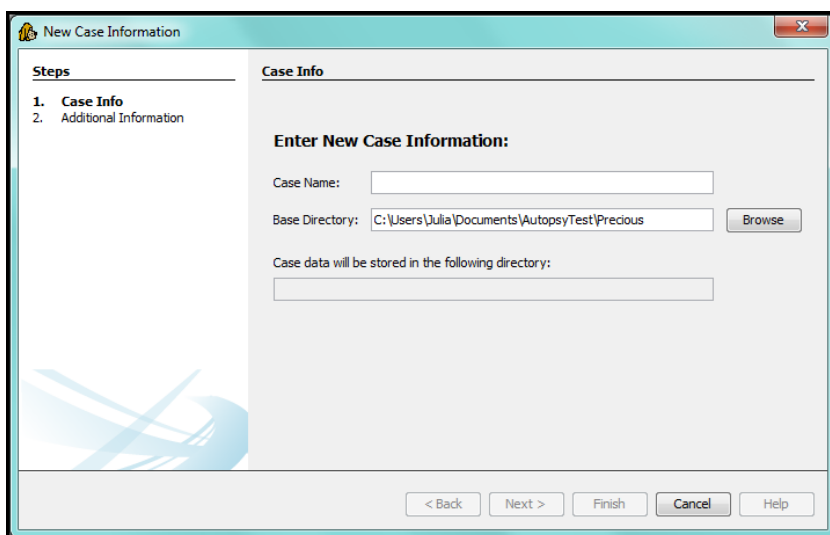 New Case Information
Steps
1. Case Info
2. Additional Information
Case Info
Enter New Case Information:
Case Name:
Base Directory: C:\Users\Julia\Documents\AutopsyTest\Precious Browse
Case data will be stored in the following directory:
< Back Next > Finish Cancel Help